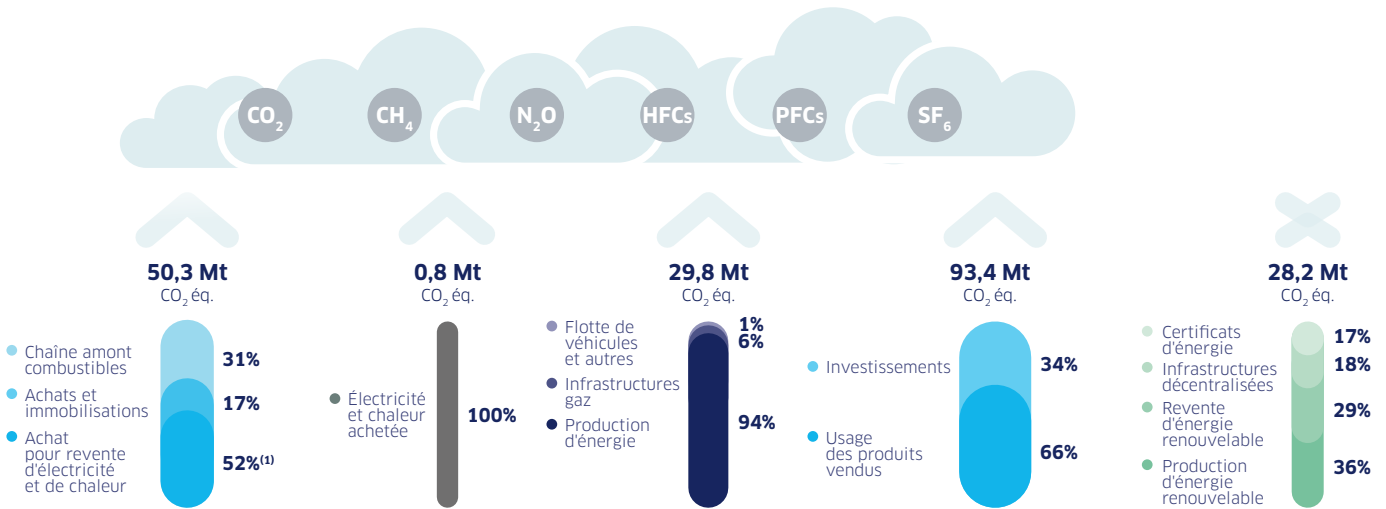 CO2
CH4
N2O
HFCs
PFCs
SF6
50,3 Mt
CO2 éq.
Chaîne amont
combustibles
31%
Achats et
immobilisations
17%
Achat
pour revente
d'électricité
et de chaleur
52%(1)
0,8 Mt
CO2 éq.
Électricité
et chaleur
achetée
100%
29,8 Mt
CO2 éq.
Flotte de
véhicules
et autres
1%
Infrastructures
gaz
6%
Production
d'énergie
94%
93,4 Mt
CO2 éq.
Investissements
34%
Usage
des produits
vendus
66%
28,2 Mt
CO2 éq.
Certificats
d'énergie
17%
Infrastructures
décentralisées
18%
Revente
d'énergie
renouvelable
29%
Production
d'énergie
renouvelable
36%